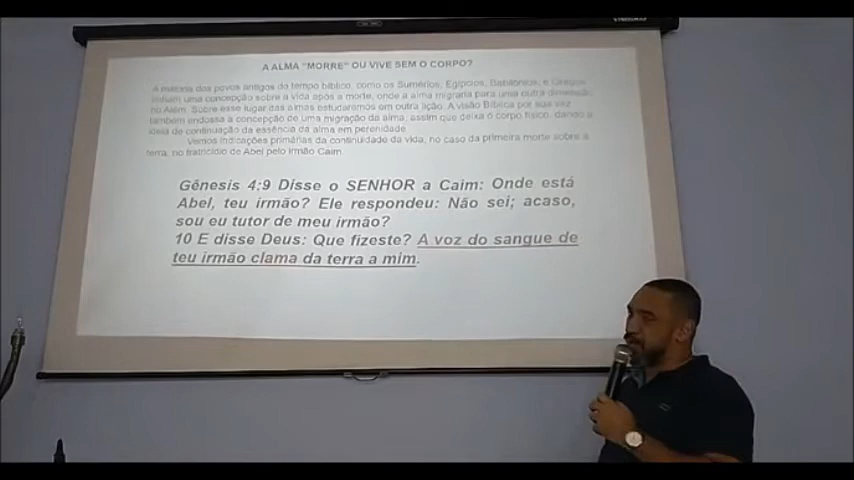 A ALMA "MORRE" OU VIVE SEM O CORPO?
A maioria dos povos antigos do tempo bíblico, como os Sumérios, Egípcios, Babilônios, e Gregos
tinham uma concepção sobre a vida após a morte, onde a alma migraria para uma outra dimensão
no Além. Sobre esse lugar das almas estudaremos em outra lição. A visão Bíblica por sua vez
também endossa a concepção de uma migração da alma, assim que deixa o corpo físico, dando a
ideia de continuação da essência da alma em perenidade
Vemos indicações primárias da continuidade da vida, no caso da primeira morte sobre a
terra, no fratricídio de Abel pelo irmão Caim.
Gênesis 4:9 Disse o SENHOR a Caim: Onde está
Abel, teu irmão? Ele respondeu: Não sei; acaso,
sou eu tutor de meu irmão?
10 E disse Deus: Que fizeste? A voz do sangue de
teu irmão clama da terra a mim.